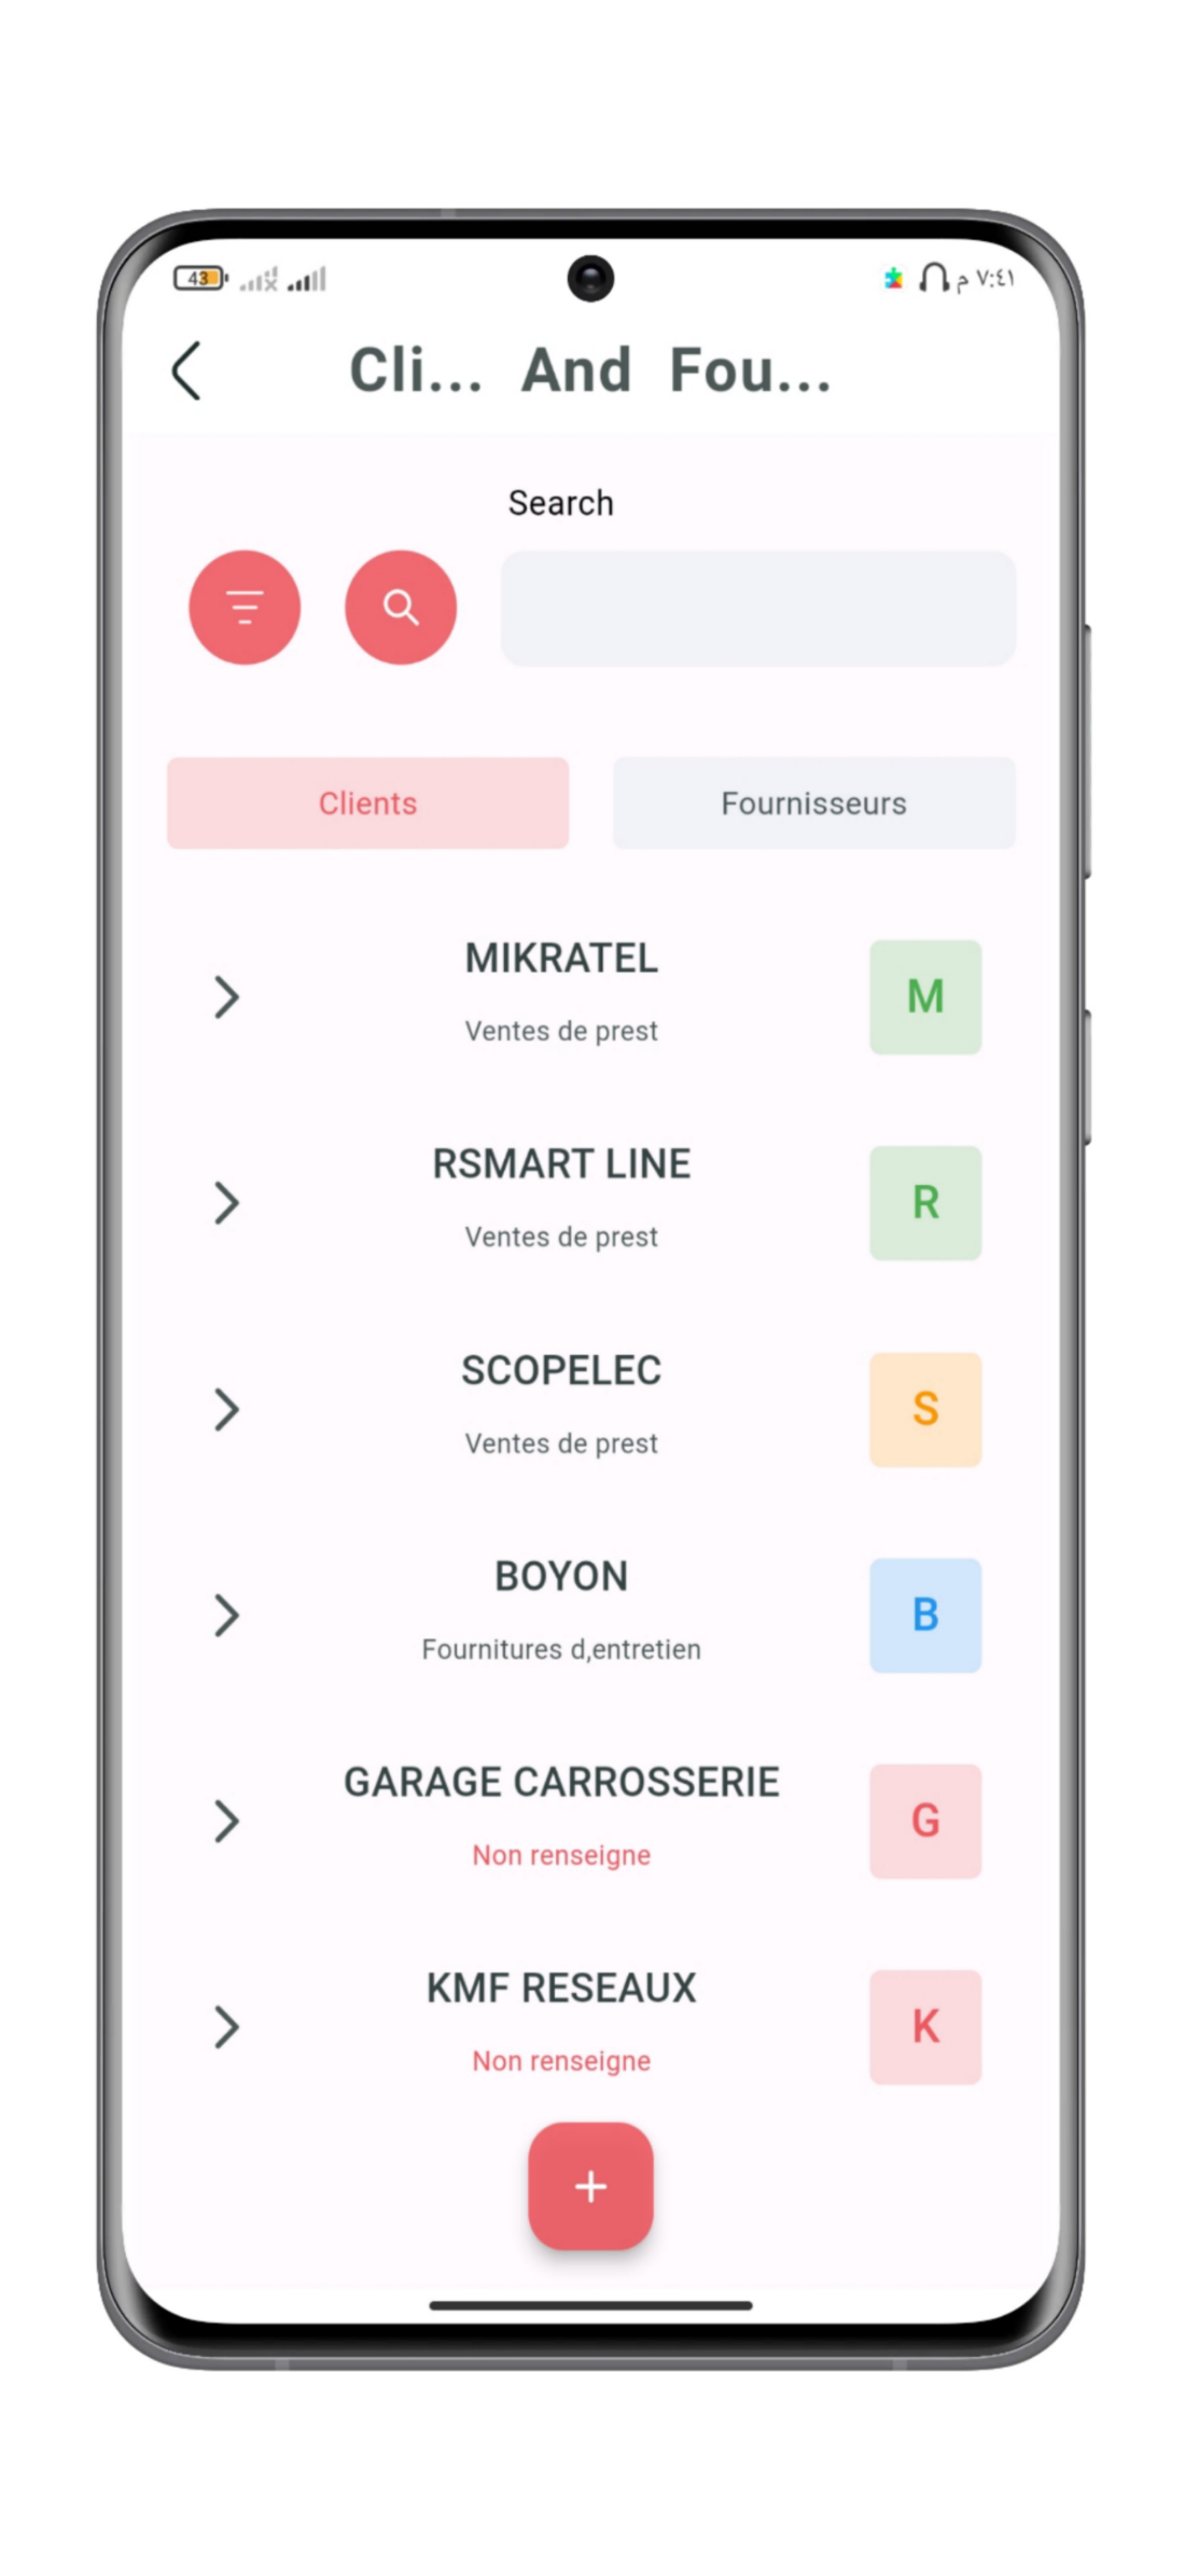 43 ٧:٤١ م
Cli... And Fou...
Search
Clients Fournisseurs
MIKRATEL
Ventes de prest
M
RSMART LINE
Ventes de prest
R
SCOPELEC
Ventes de prest
S
BOYON
Fournitures d,entretien
B
GARAGE CARROSSERIE
Non renseigne
G
KMF RESEAUX
Non renseigne
K
+